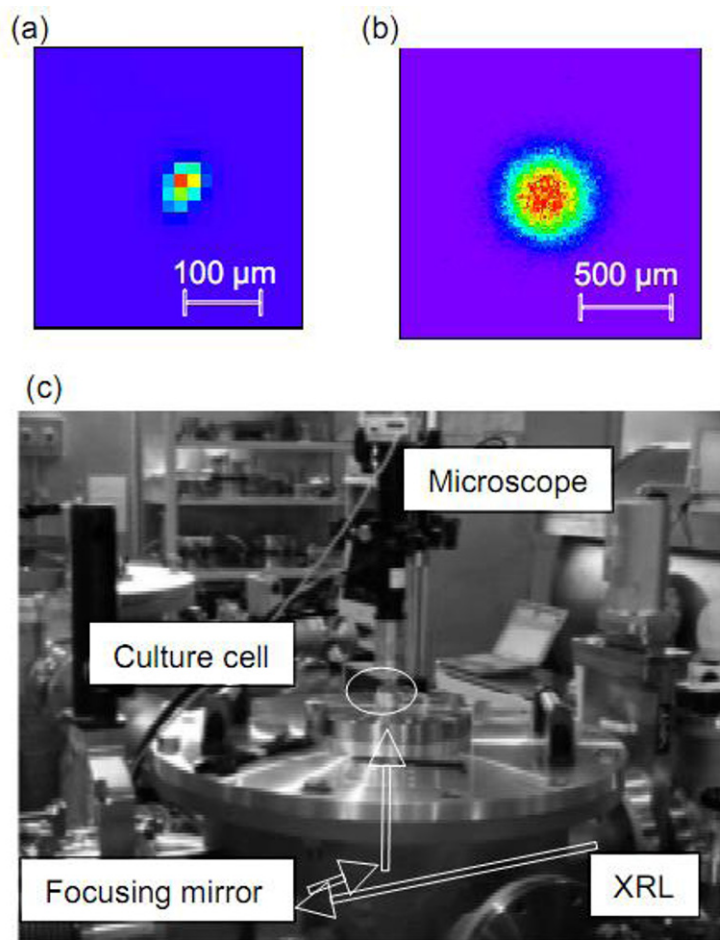 (a)
(b)
100 μm
500 μm
(c)
Microscope
Culture cell
Focusing mirror
XRL